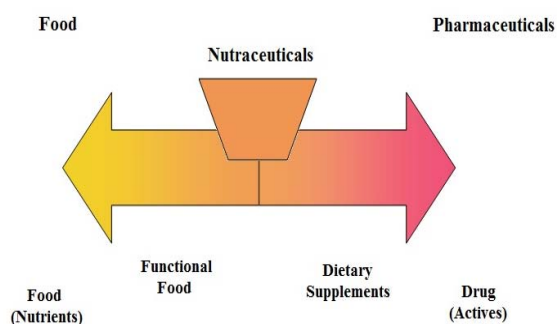 Food
Pharmaceuticals
Nutraceuticals
Functional
Food
Dietary
Supplements
Food
(Nutrients)
Drug
(Actives)